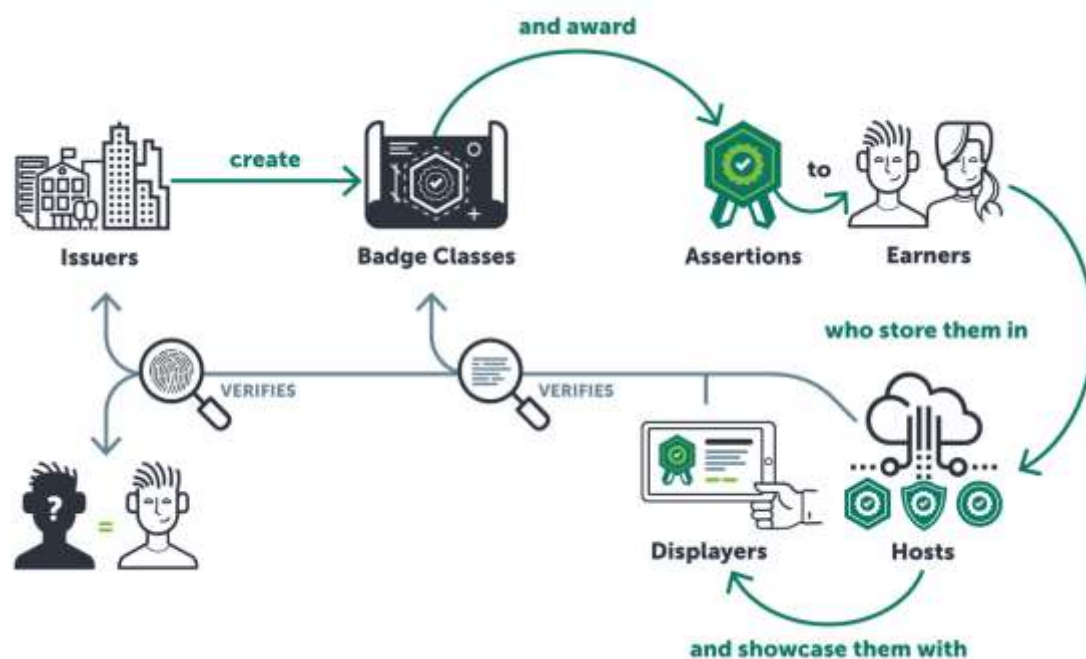 and award
create
to
Issuers
Badge Classes
Assertions
Earners
who store them in
VERIFIES
VERIFIES
?
=
Displayers
Hosts
and showcase them with